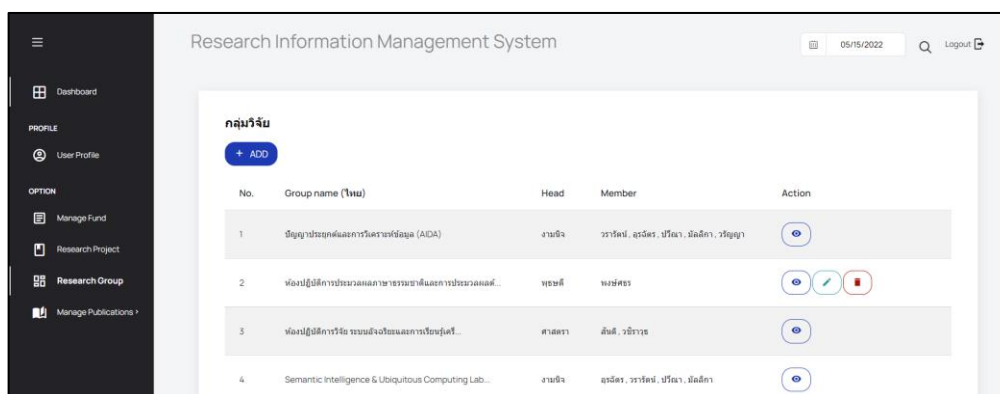 Research Information Management System
05/15/2022
Logout
Dashboard
PROFILE
User Profile
OPTION
Manage Fund
Research Project
Research Group
Manage Publications >
กลุ่มวิจัย
+ ADD
No. Group name (ไทย) Head Member Action
1 ปัญญาประยุกต์และการวิเคราะห์ข้อมูล (AIDA) งามนิจ วรารัตน์, อุรฉัตร, ปวีณา, มัลลิกา, วรัญญา
2 ห้องปฏิบัติการประมวลผลภาษาธรรมชาติและการประมวลผลคำ... พุธษดี พงษ์ศธร
3 ห้องปฏิบัติการวิจัย ระบบอัจฉริยะและการเรียนรู้เครื... ศาสตรา สันติ, วชิราวุธ
4 Semantic Intelligence & Ubiquitous Computing Lab... งามนิจ อุรฉัตร, วรารัตน์, ปวีณา, มัลลิกา